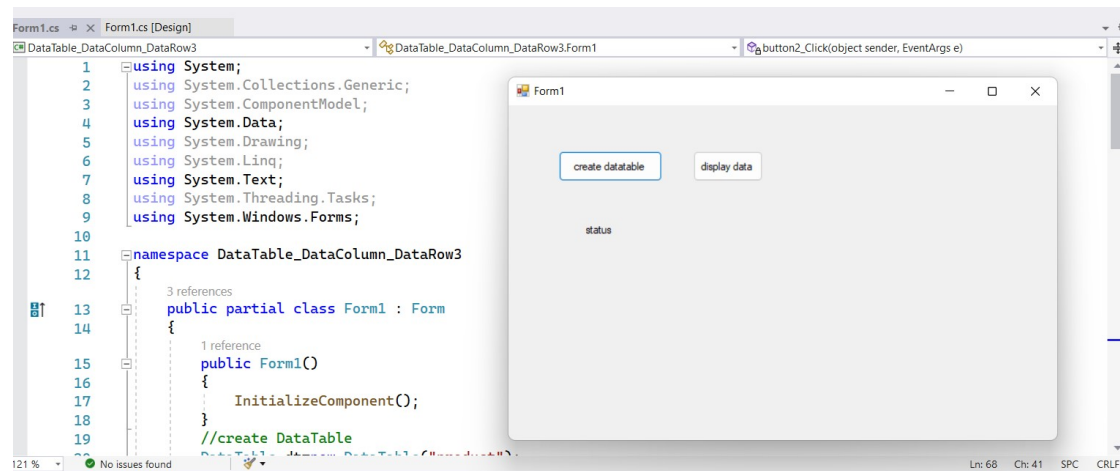 Form1.cs Form1.cs [Design]
DataTable_DataColumn_DataRow3 DataTable_DataColumn_DataRow3.Form1 button2_Click(object sender, EventArgs e)
1 using System;
2 using System.Collections.Generic;
3 using System.ComponentModel;
4 using System.Data;
5 using System.Drawing;
6 using System.Linq;
7 using System.Text;
8 using System.Threading.Tasks;
9 using System.Windows.Forms;
10
11 namespace DataTable_DataColumn_DataRow3
12 {
3 references
13 public partial class Form1 : Form
14 {
1 reference
15 public Form1()
16 {
17 InitializeComponent();
18 }
19 //create DataTable
Form1
create datatable display data
status
121 % No issues found Ln: 68 Ch: 41 SPC CRLF